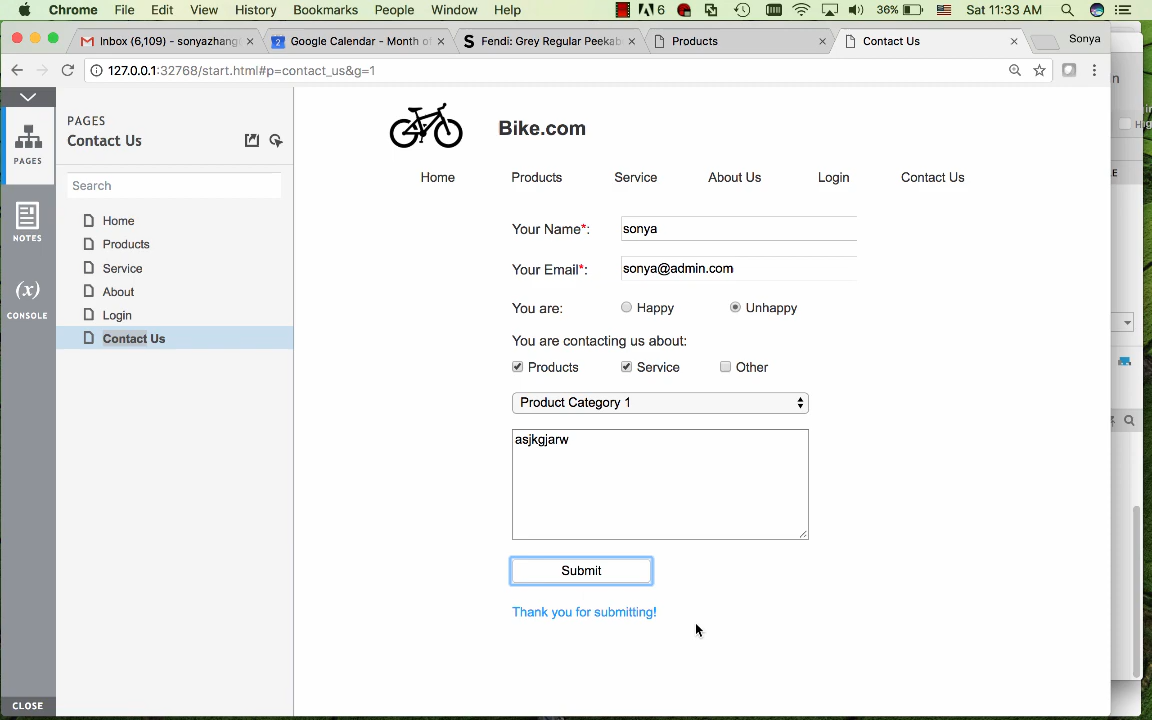 Chrome File Edit View History Bookmarks People Window Help 6 36% Sat 11:33 AM
Inbox (6,109) - sonyazhang
Google Calendar - Month of
Fendi: Grey Regular Peekab
Products
Contact Us
Sonya
127.0.0.1:32768/start.html#p=contact_us&g=1
PAGES
Contact Us
PAGES
Search
Home
Products
Service
About
Login
Contact Us
NOTES
(x)
CONSOLE
CLOSE
Bike.com
Home Products Service About Us Login Contact Us
Your Name*: sonya
Your Email*: sonya@admin.com
You are: Happy Unhappy
You are contacting us about:
Products Service Other
Product Category 1
asjkgjarw
Submit
Thank you for submitting!